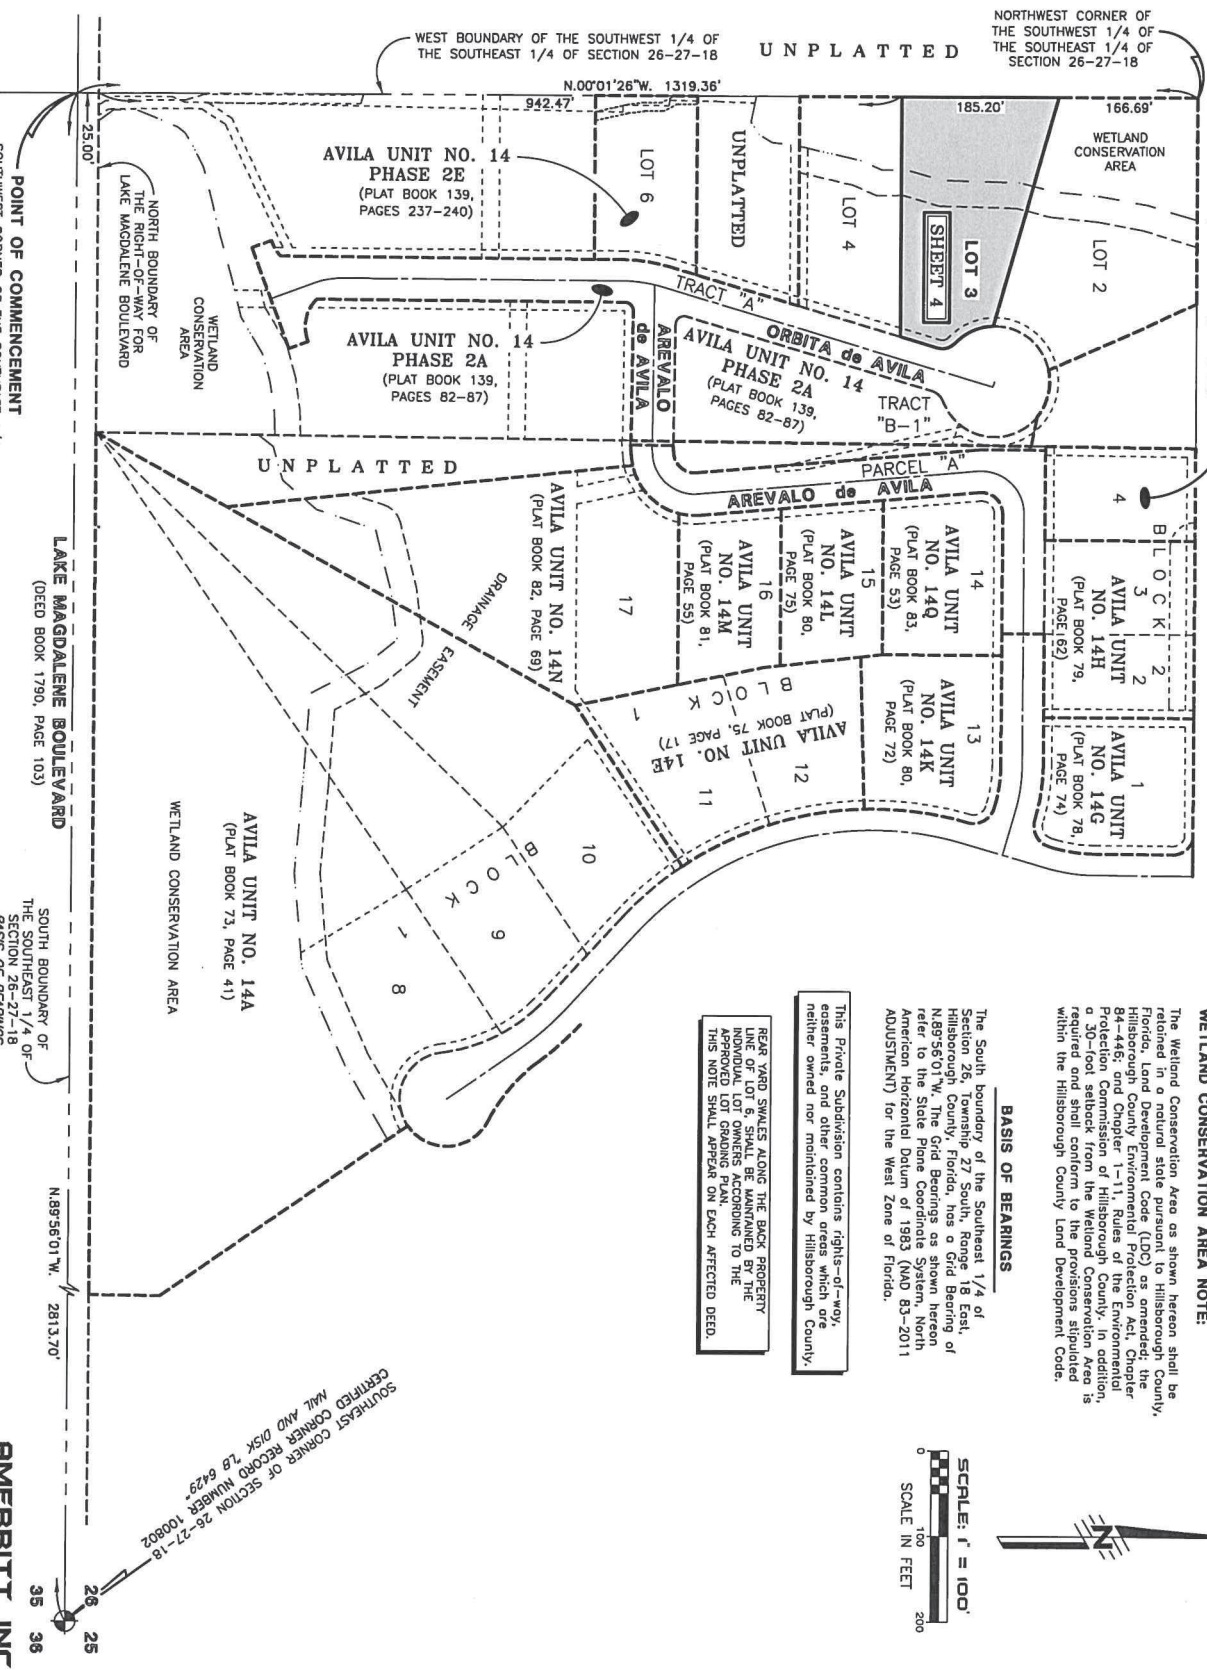 NORTHWEST CORNER OF
THE SOUTHWEST 1/4 OF
THE SOUTHEAST 1/4 OF
SECTION 26-27-18
UNPLATTED
WEST BOUNDARY OF THE SOUTHWEST 1/4 OF
THE SOUTHEAST 1/4 OF SECTION 26-27-18
N.00°01'26"W. 1319.36'
942.47'
185.20'
166.69'
25.00'
WETLAND
CONSERVATION
AREA
LOT 2
LOT 3
SHEET 4
LOT 4
UNPLATTED
LOT 6
AVILA UNIT NO. 14
PHASE 2E
(PLAT BOOK 139,
PAGES 237-240)
TRACT "A"
ORBITA de AVILA
AVILA UNIT NO. 14
PHASE 2A
(PLAT BOOK 139,
PAGES 82-87)
AVILA UNIT NO. 14
PHASE 2A
(PLAT BOOK 139,
PAGES 82-87)
TRACT
"B-1"
AREVALO
de AVILA
PARCEL "A"
AREVALO de AVILA
UNPLATTED
NORTH BOUNDARY OF
THE RIGHT-OF-WAY FOR
LAKE MAGDALENE BOULEVARD
WETLAND
CONSERVATION
AREA
POINT OF COMMENCEMENT
4
BLOCK 2
3
2
AVILA UNIT
NO. 14H
(PLAT BOOK 79,
PAGE 62)
1
AVILA UNIT
NO. 14G
(PLAT BOOK 78,
PAGE 74)
14
AVILA UNIT
NO. 14Q
(PLAT BOOK 83,
PAGE 53)
15
AVILA UNIT
NO. 14L
(PLAT BOOK 80,
PAGE 75)
16
AVILA UNIT
NO. 14M
(PLAT BOOK 81,
PAGE 55)
17
AVILA UNIT NO. 14N
(PLAT BOOK 82, PAGE 69)
13
AVILA UNIT
NO. 14K
(PLAT BOOK 80,
PAGE 72)
BLOCK 1
AVILA UNIT NO. 14E
(PLAT BOOK 75, PAGE 17)
12
11
DRAINAGE
EASEMENT
10
BLOCK 1
9
8
AVILA UNIT NO. 14A
(PLAT BOOK 73, PAGE 41)
WETLAND CONSERVATION AREA
LAKE MAGDALENE BOULEVARD
(DEED BOOK 1790, PAGE 103)
SOUTH BOUNDARY OF
THE SOUTHEAST 1/4 OF
SECTION 26-27-18
BASIS OF BEARINGS
N.89°56'01"W. 2813.70'
SOUTHEAST CORNER OF SECTION 26-27-18
CERTIFIED CORNER RECORD NUMBER 100802
NAIL AND DISK "LB 6429"
26 25
35 36
WETLAND CONSERVATION AREA NOTE:
The Wetland Conservation Area as shown hereon shall be
retained in a natural state pursuant to Hillsborough County,
Florida, Land Development Code (LDC) as amended; the
Hillsborough County Environmental Protection Act, Chapter
84-446; and Chapter 1-11, Rules of the Environmental
Protection Commission of Hillsborough County. In addition,
a 30-foot setback from the Wetland Conservation Area is
required and shall conform to the provisions stipulated
within the Hillsborough County Land Development Code.
BASIS OF BEARINGS
The South boundary of the Southeast 1/4 of
Section 26, Township 27 South, Range 18 East,
Hillsborough County, Florida, has a Grid Bearing of
N.89°56'01"W. The Grid Bearings as shown hereon
refer to the State Plane Coordinate System, North
American Horizontal Datum of 1983 (NAD 83-2011
ADJUSTMENT) for the West Zone of Florida.
This Private Subdivision contains rights-of-way,
easements, and other common areas which are
neither owned nor maintained by Hillsborough County.
REAR YARD SWALES ALONG THE BACK PROPERTY
LINE OF LOT 6, SHALL BE MAINTAINED BY THE
INDIVIDUAL LOT OWNERS ACCORDING TO THE
APPROVED LOT GRADING PLAN.
THIS NOTE SHALL APPEAR ON EACH AFFECTED DEED.
SCALE: 1" = 100'
0 100 200
SCALE IN FEET
N
AMERRITT, INC